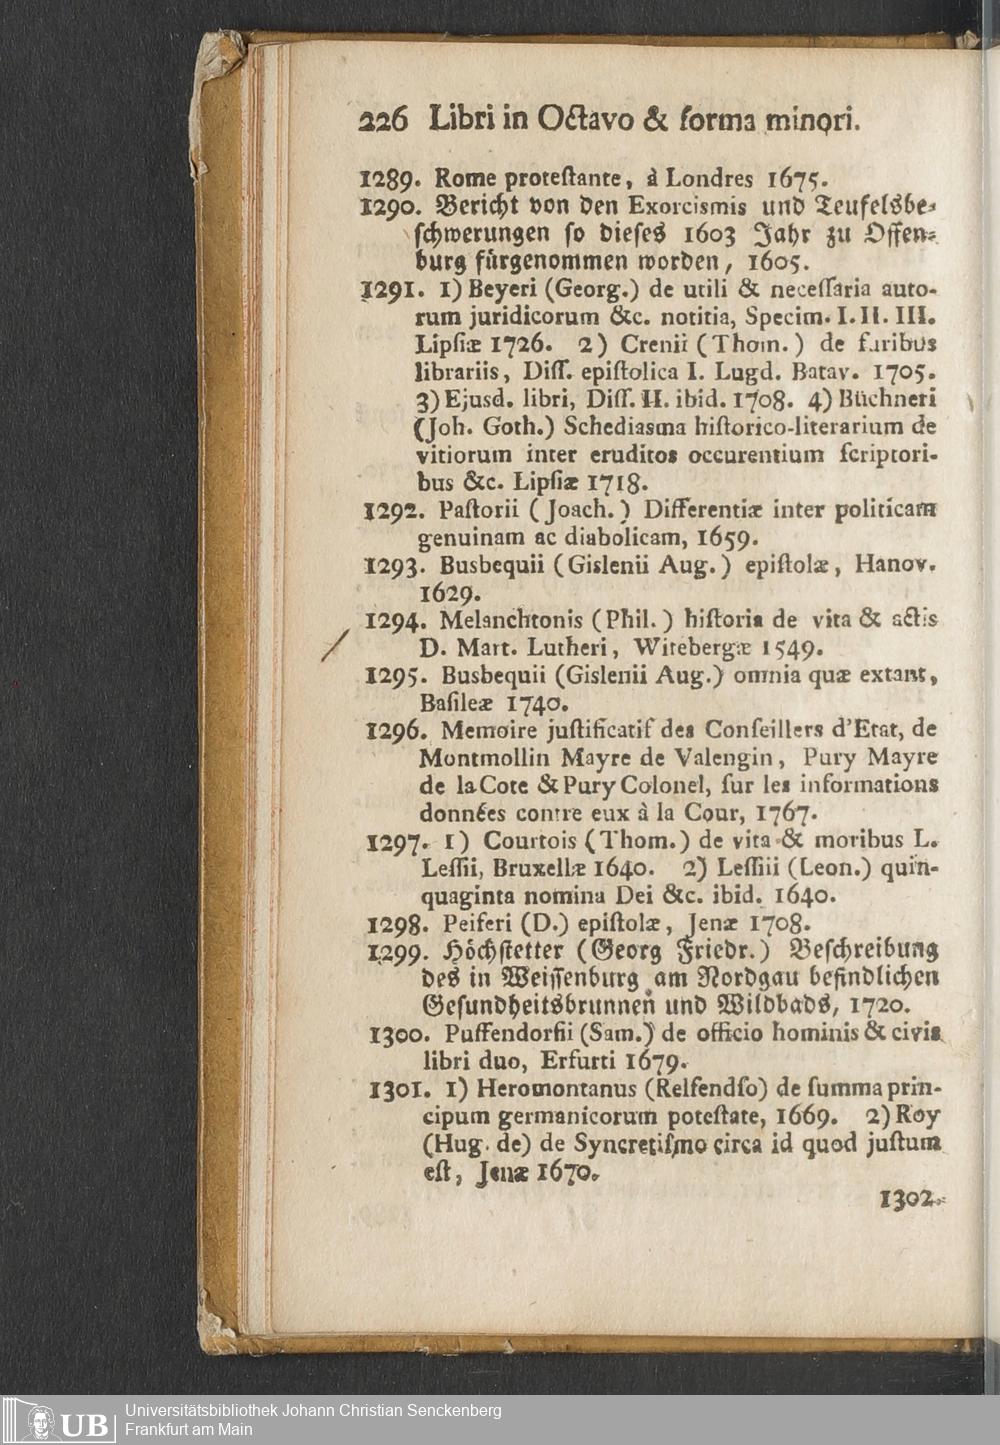 226 Libri in Octavo & forma minori.
1289. Rome proteſtante, à Londres 1675.
1290. Bericht von den Exorcismis und Teufelsbe-
ſchwerungen ſo dieſes 1603 Jahr zu Offen-
burg fürgenommen worden, 1605.
1291. 1) Beyeri (Georg.) de utili & neceſſaria auto-
rum juridicorum &c. notitia, Specim. I. II. III.
Lipſiæ 1726. 2) Crenii (Thom.) de furibus
librariis, Diſſ. epiſtolica I. Lugd. Batav. 1705.
3) Ejusd. libri, Diſſ. II. ibid. 1708. 4) Büchneri
(Joh. Goth.) Schediasma hiſtorico-literarium de
vitiorum inter eruditos occurentium ſcriptori-
bus &c. Lipſiæ 1718.
1292. Paſtorii (Joach.) Differentiæ inter politicam
genuinam ac diabolicam, 1659.
1293. Busbequii (Gislenii Aug.) epiſtolæ, Hanov.
1629.
1294. Melanchtonis (Phil.) hiſtoria de vita & actis
D. Mart. Lutheri, Witebergæ 1549.
1295. Busbequii (Gislenii Aug.) omnia quæ extant,
Baſileæ 1740.
1296. Memoire juſtificatif des Conſeillers d'Etat, de
Montmollin Mayre de Valengin, Pury Mayre
de la Cote & Pury Colonel, ſur les informations
données contre eux à la Cour, 1767.
1297. 1) Courtois (Thom.) de vita & moribus L.
Leſſii, Bruxellæ 1640. 2) Leſſiii (Leon.) quin-
quaginta nomina Dei &c. ibid. 1640.
1298. Peiferi (D.) epiſtolæ, Jenæ 1708.
1299. Höchſtetter (Georg Friedr.) Beſchreibung
des in Weiſſenburg am Nordgau befindlichen
Geſundheitsbrunnen und Wildbads, 1720.
1300. Puffendorfii (Sam.) de officio hominis & civis
libri duo, Erfurti 1679.
1301. 1) Heromontanus (Relfendſo) de ſumma prin-
cipum germanicorum poteſtate, 1669. 2) Roy
(Hug. de) de Syncretiſmo circa id quod juſtum
eſt, Jenæ 1670.
1302.
UB
Universitätsbibliothek Johann Christian Senckenberg
Frankfurt am Main